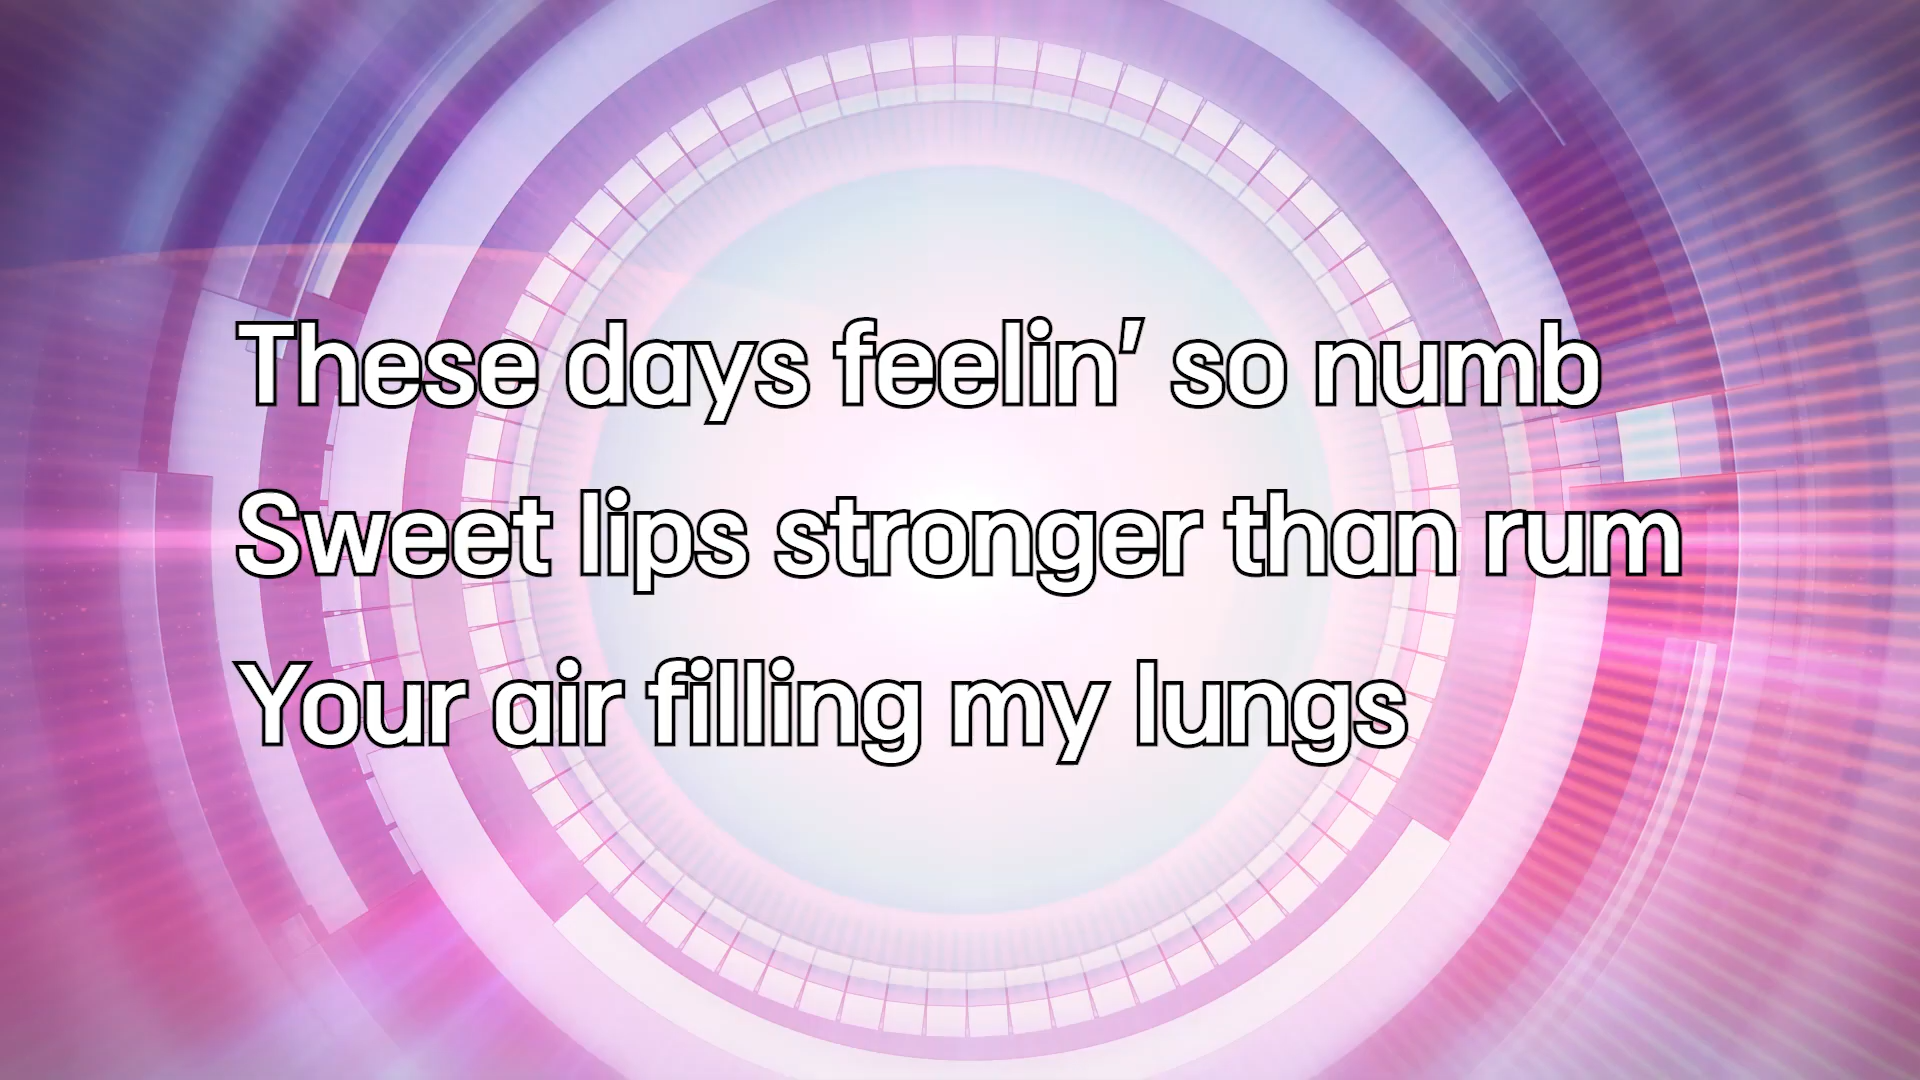 These days feelin’ so numb
Sweet lips stronger than rum
Your air filling my lungs